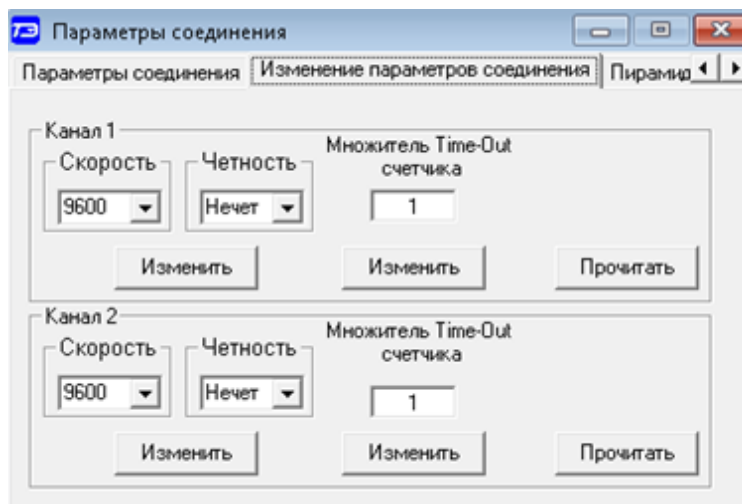 ТЭ Параметры соединения
Параметры соединения Изменение параметров соединения
Канал 1
Скорость Четность Множитель Time-Out
счетчика
9600 Нечет 1
Изменить Изменить Прочитать
Канал 2
Скорость Четность Множитель Time-Out
счетчика
9600 Нечет 1
Изменить Изменить Прочитать